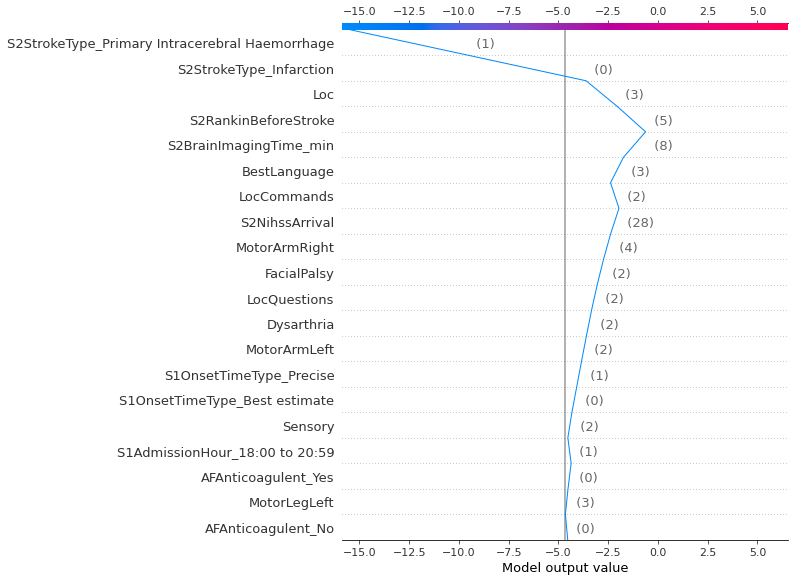 −15.0 −12.5 −10.0 −7.5 −5.0 −2.5 0.0 2.5 5.0
S2StrokeType_Primary Intracerebral Haemorrhage (1)
S2StrokeType_Infarction (0)
Loc (3)
S2RankinBeforeStroke (5)
S2BrainImagingTime_min (8)
BestLanguage (3)
LocCommands (2)
S2NihssArrival (28)
MotorArmRight (4)
FacialPalsy (2)
LocQuestions (2)
Dysarthria (2)
MotorArmLeft (2)
S1OnsetTimeType_Precise (1)
S1OnsetTimeType_Best estimate (0)
Sensory (2)
S1AdmissionHour_18:00 to 20:59 (1)
AFAnticoagulent_Yes (0)
MotorLegLeft (3)
AFAnticoagulent_No (0)
−15.0 −12.5 −10.0 −7.5 −5.0 −2.5 0.0 2.5 5.0
Model output value